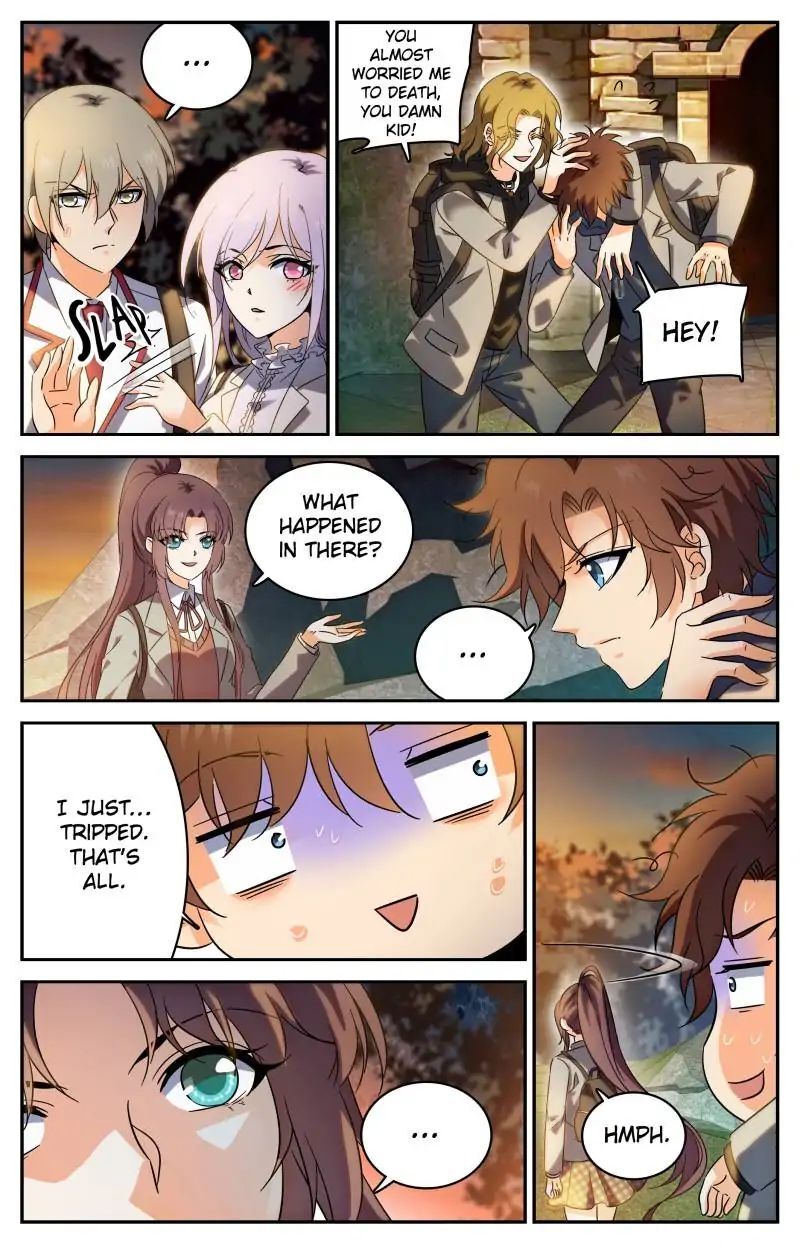 ...
SLAP
YOU
ALMOST
WORRIED ME
TO DEATH,
YOU DAMN
KID!
HEY!
WHAT
HAPPENED
IN THERE?
...
I JUST...
TRIPPED.
THAT'S
ALL.
HMPH.
...